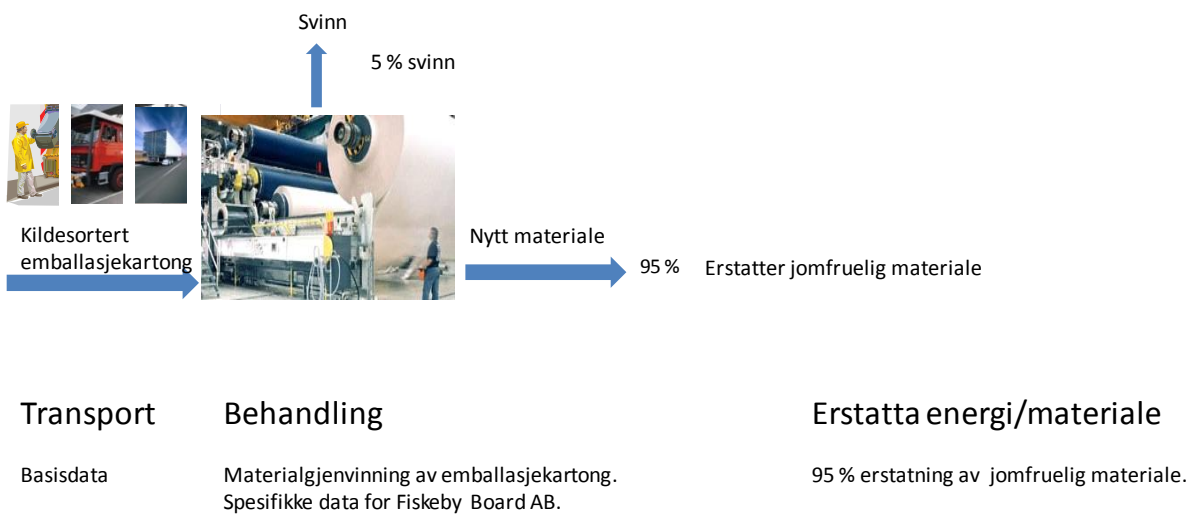 Svinn
5 % svinn
Kildesortert
emballasjekartong
Nytt materiale
95 %
Erstatter jomfruelig materiale
Transport
Behandling
Erstatta energi/materiale
Basisdata
Materialgjenvinning av emballasjekartong.
Spesifikke data for Fiskeby Board AB.
95 % erstatning av jomfruelig materiale.